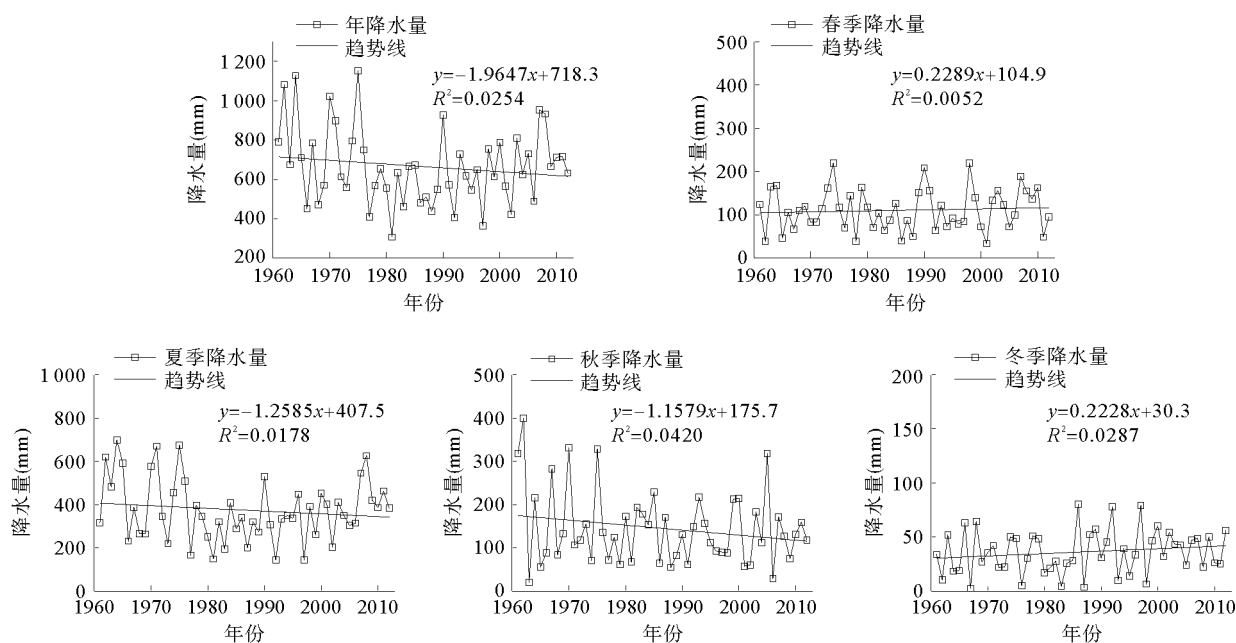 年降水量
趋势线
y=−1.9647x+718.3
R²=0.0254
1 200
1 000
800
600
400
200
降水量(mm)
1960 1970 1980 1990 2000 2010
年份
春季降水量
趋势线
y=0.2289x+104.9
R²=0.0052
500
400
300
200
100
0
降水量(mm)
1960 1970 1980 1990 2000 2010
年份
夏季降水量
趋势线
y=−1.2585x+407.5
R²=0.0178
1 000
800
600
400
200
0
降水量(mm)
1960 1970 1980 1990 2000 2010
年份
秋季降水量
趋势线
y=−1.1579x+175.7
R²=0.0420
500
400
300
200
100
0
降水量(mm)
1960 1970 1980 1990 2000 2010
年份
冬季降水量
趋势线
y=0.2228x+30.3
R²=0.0287
200
150
100
50
0
降水量(mm)
1960 1970 1980 1990 2000 2010
年份